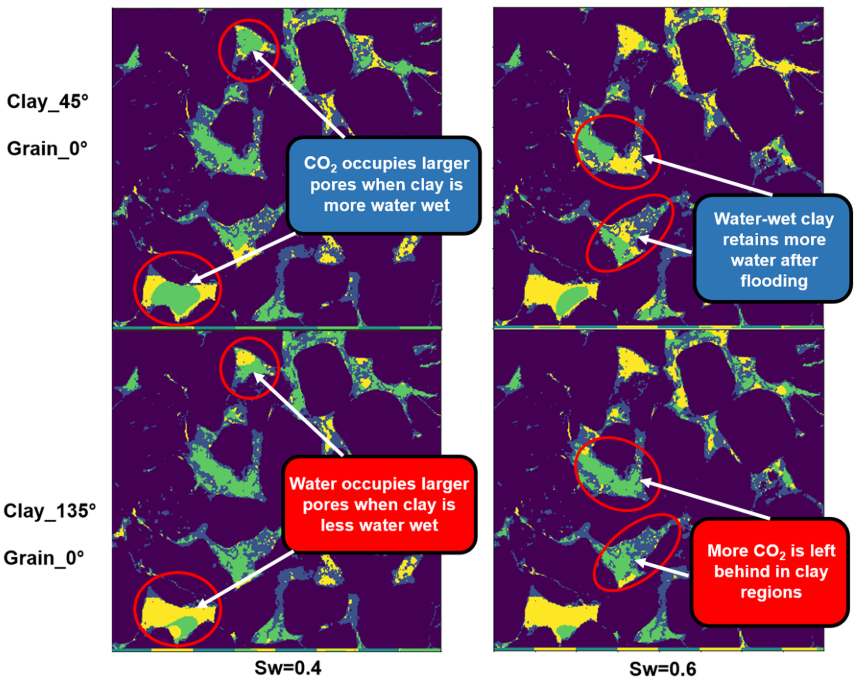 Clay_45°
Grain_0°
CO₂ occupies larger
pores when clay is
more water wet
Water-wet clay
retains more
water after
flooding
Clay_135°
Grain_0°
Water occupies larger
pores when clay is
less water wet
More CO₂ is left
behind in clay
regions
Sw=0.4
Sw=0.6